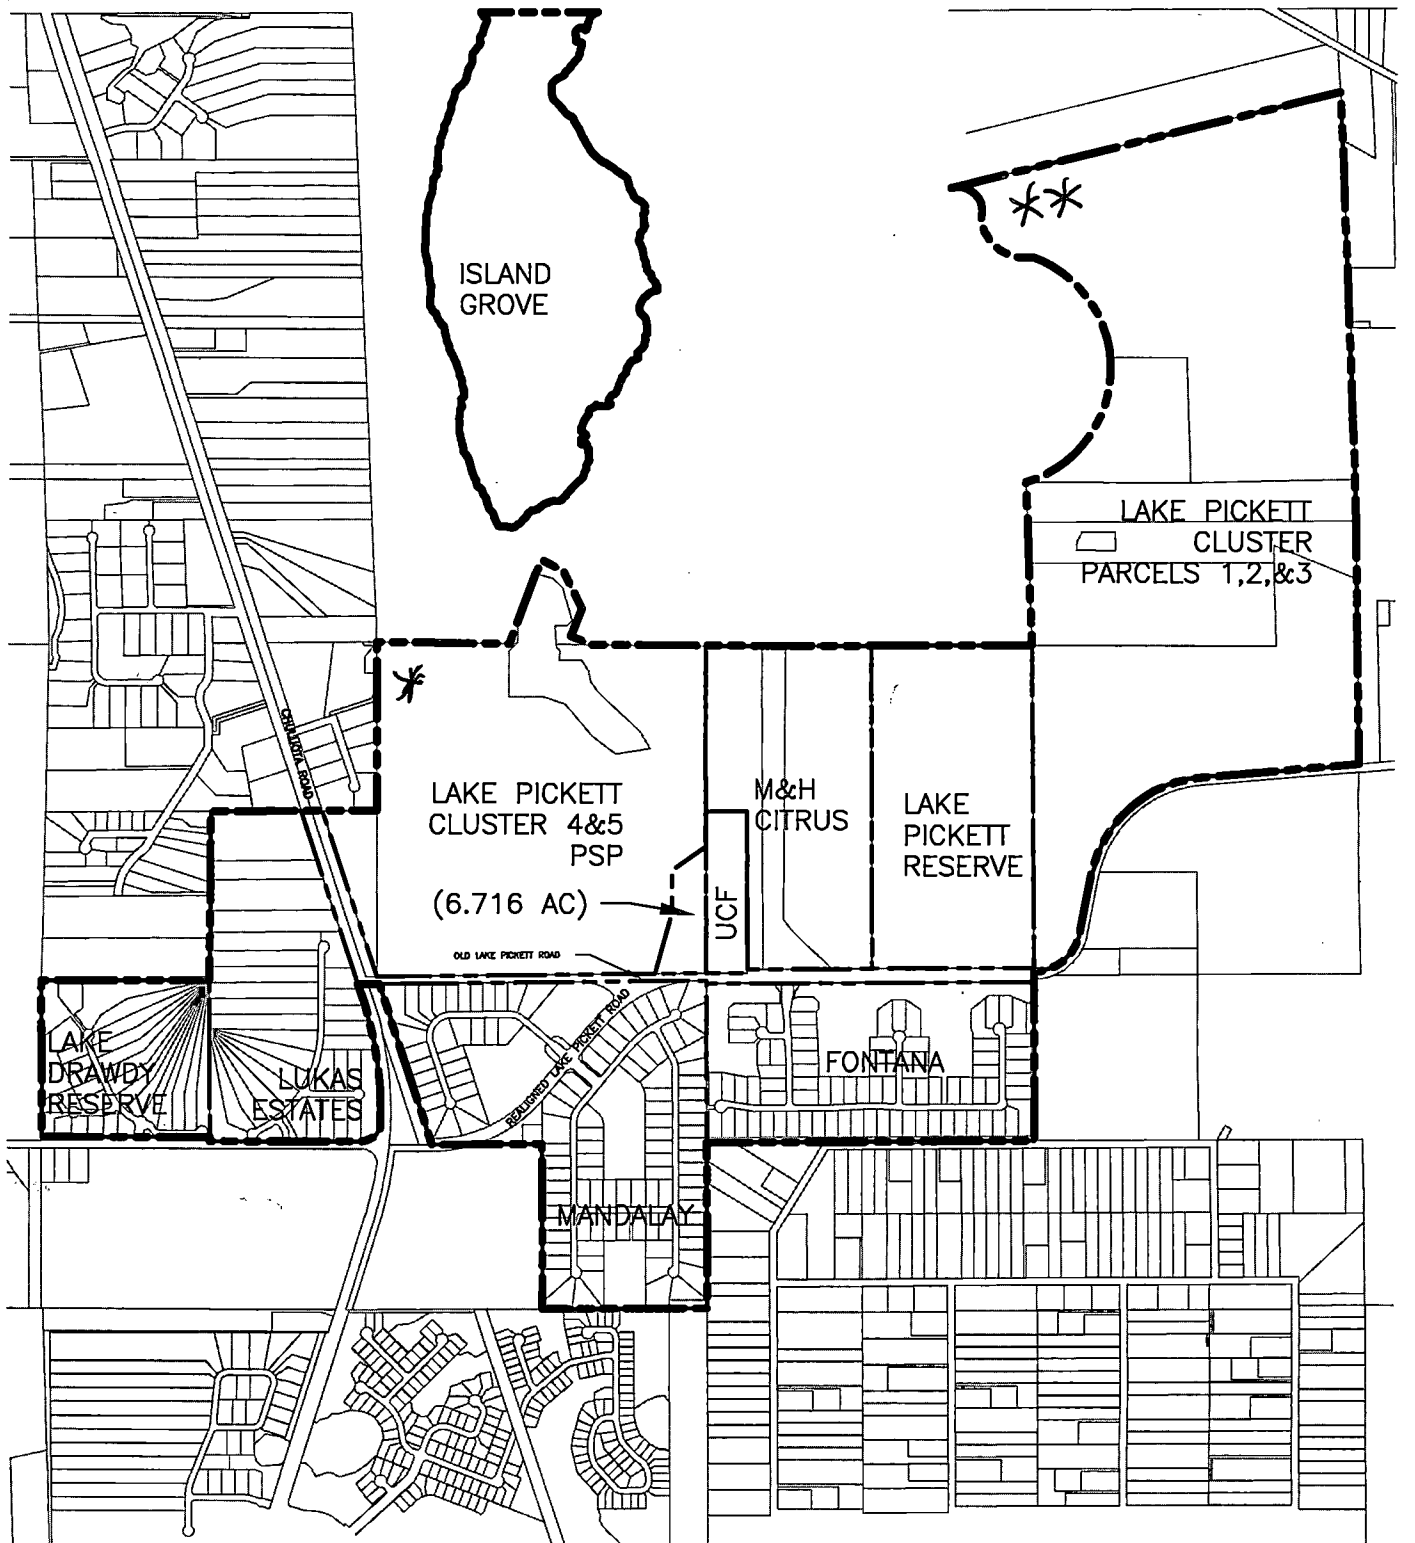 ISLAND
GROVE
LAKE PICKETT
CLUSTER
PARCELS 1,2,&3
CHULUOTA ROAD
LAKE PICKETT
CLUSTER 4&5
PSP
(6.716 AC)
M&H
CITRUS
LAKE
PICKETT
RESERVE
UCF
OLD LAKE PICKETT ROAD
REALIGNED LAKE PICKETT ROAD
LAKE
DRAWDY
RESERVE
LUKAS
ESTATES
FONTANA
MANDALAY